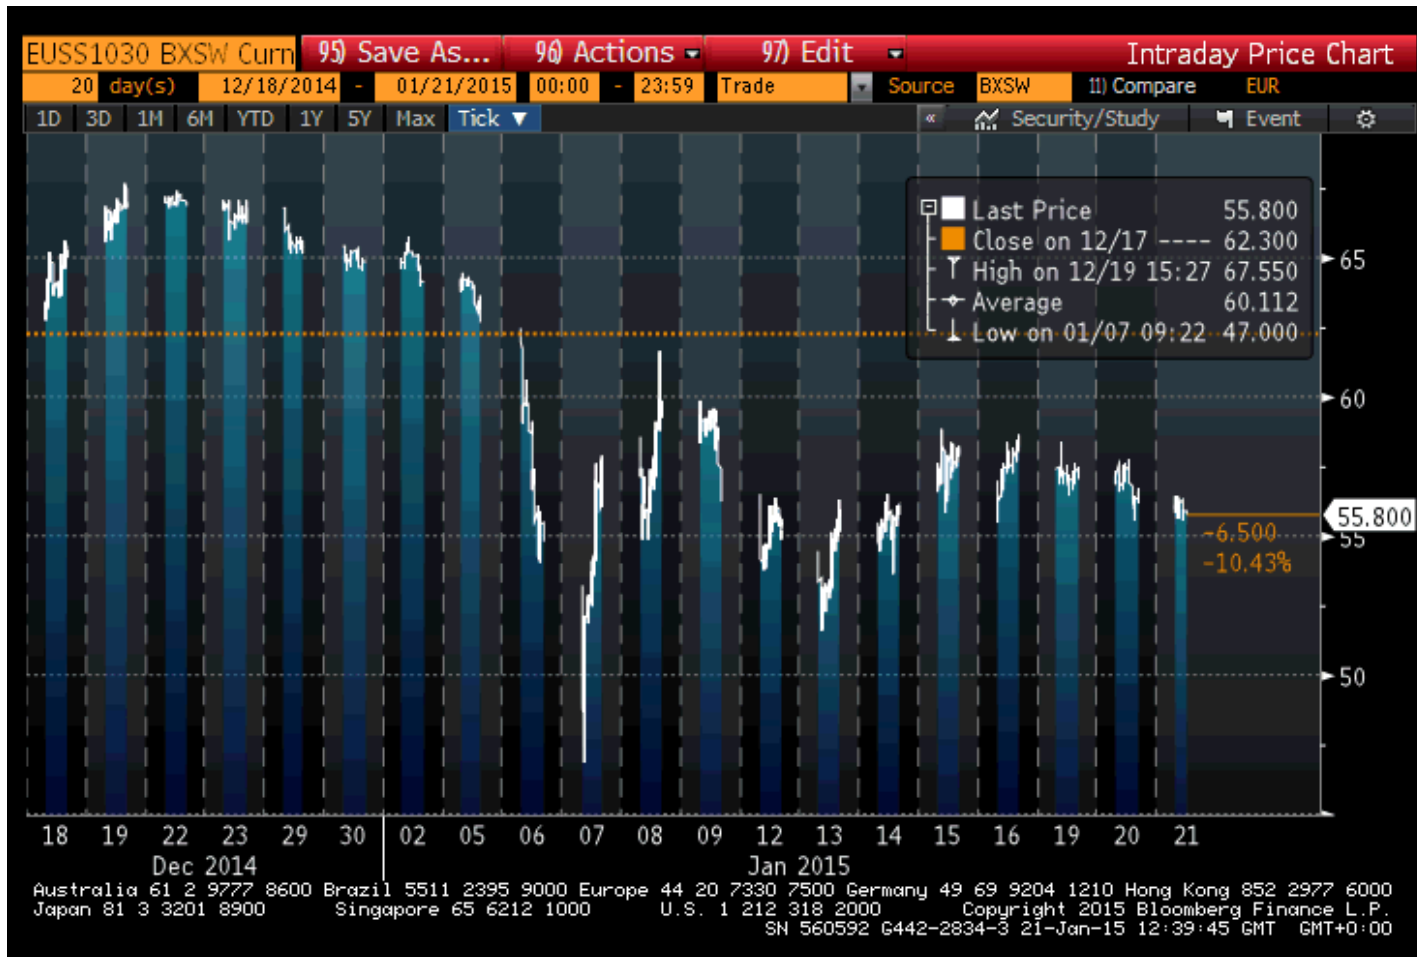 EUSS1030 BXSW Curn 95) Save As... 96) Actions 97) Edit Intraday Price Chart
20 day(s) 12/18/2014 - 01/21/2015 00:00 - 23:59 Trade Source BXSW 11) Compare EUR
1D 3D 1M 6M YTD 1Y 5Y Max Tick ▼ « Security/Study Event
Last Price 55.800
Close on 12/17 ---- 62.300
High on 12/19 15:27 67.550
Average 60.112
Low on 01/07 09:22 47.000
65
60
55.800
55
50
-6.500
-10.43%
18 19 22 23 29 30 02 05 06 07 08 09 12 13 14 15 16 19 20 21
Dec 2014 Jan 2015
Australia 61 2 9777 8600 Brazil 5511 2395 9000 Europe 44 20 7330 7500 Germany 49 69 9204 1210 Hong Kong 852 2977 6000
Japan 81 3 3201 8900 Singapore 65 6212 1000 U.S. 1 212 318 2000 Copyright 2015 Bloomberg Finance L.P.
SN 560592 G442-2834-3 21-Jan-15 12:39:45 GMT GMT+0:00